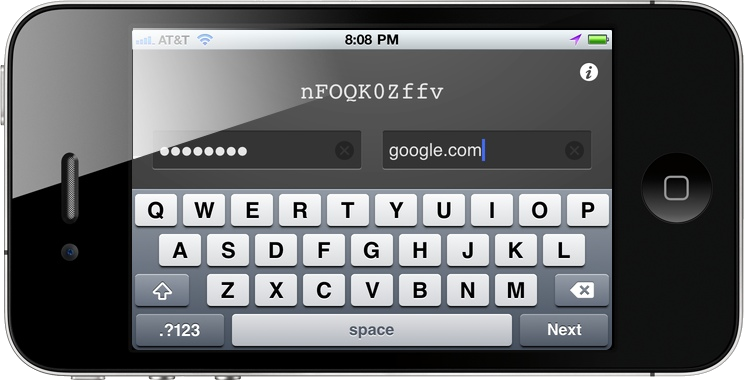 AT&T 8:08 PM
i
nFOQK0Zffv
●●●●●●●● google.com
Q W E R T Y U I O P
A S D F G H J K L
Z X C V B N M
.?123 space Next